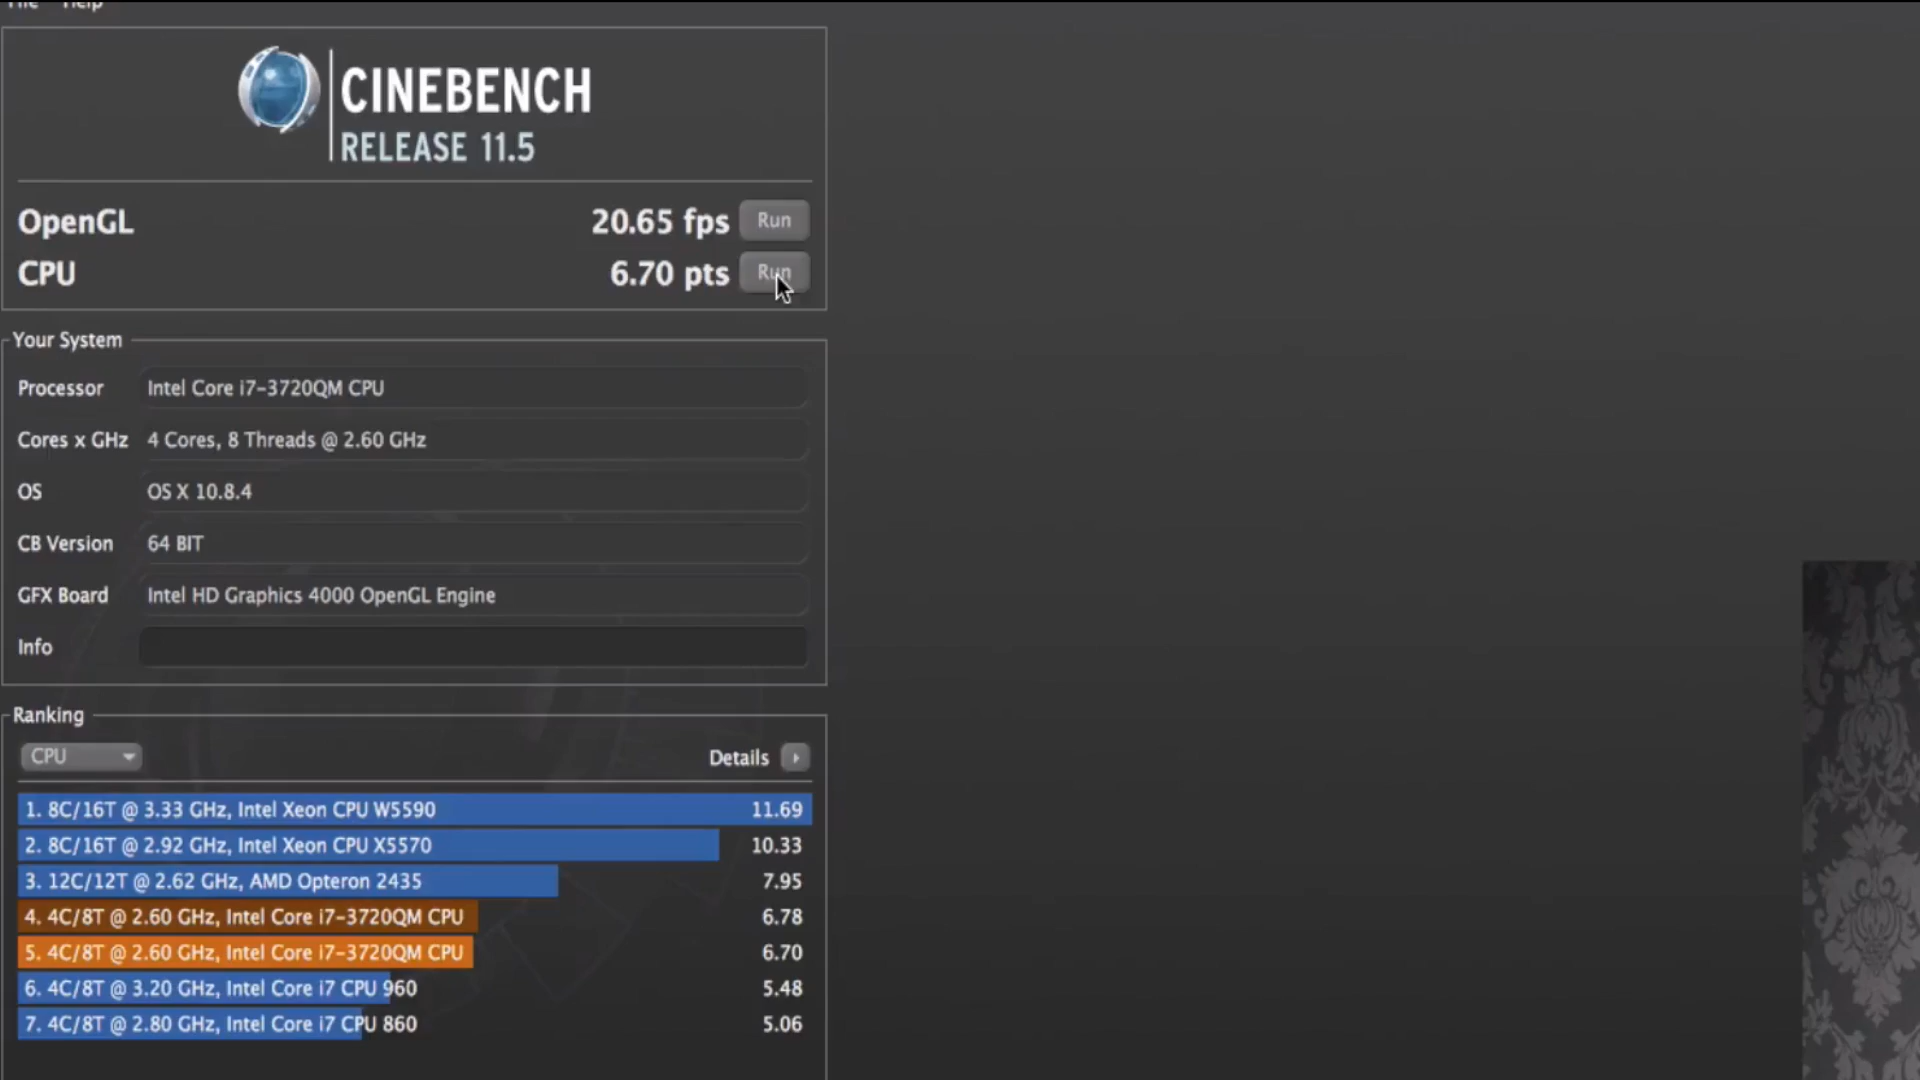 File Help
CINEBENCH
RELEASE 11.5
OpenGL 20.65 fps Run
CPU 6.70 pts Run
Your System
Processor Intel Core i7-3720QM CPU
Cores x GHz 4 Cores, 8 Threads @ 2.60 GHz
OS OS X 10.8.4
CB Version 64 BIT
GFX Board Intel HD Graphics 4000 OpenGL Engine
Info
Ranking
CPU Details
1. 8C/16T @ 3.33 GHz, Intel Xeon CPU W5590 11.69
2. 8C/16T @ 2.92 GHz, Intel Xeon CPU X5570 10.33
3. 12C/12T @ 2.62 GHz, AMD Opteron 2435 7.95
4. 4C/8T @ 2.60 GHz, Intel Core i7-3720QM CPU 6.78
5. 4C/8T @ 2.60 GHz, Intel Core i7-3720QM CPU 6.70
6. 4C/8T @ 3.20 GHz, Intel Core i7 CPU 960 5.48
7. 4C/8T @ 2.80 GHz, Intel Core i7 CPU 860 5.06